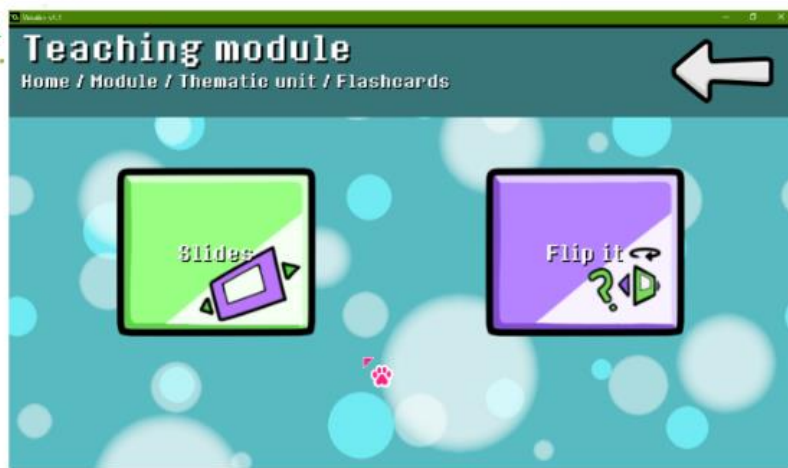 Teaching module
Home / Module / Thematic unit / Flashcards
Slides
Flip it